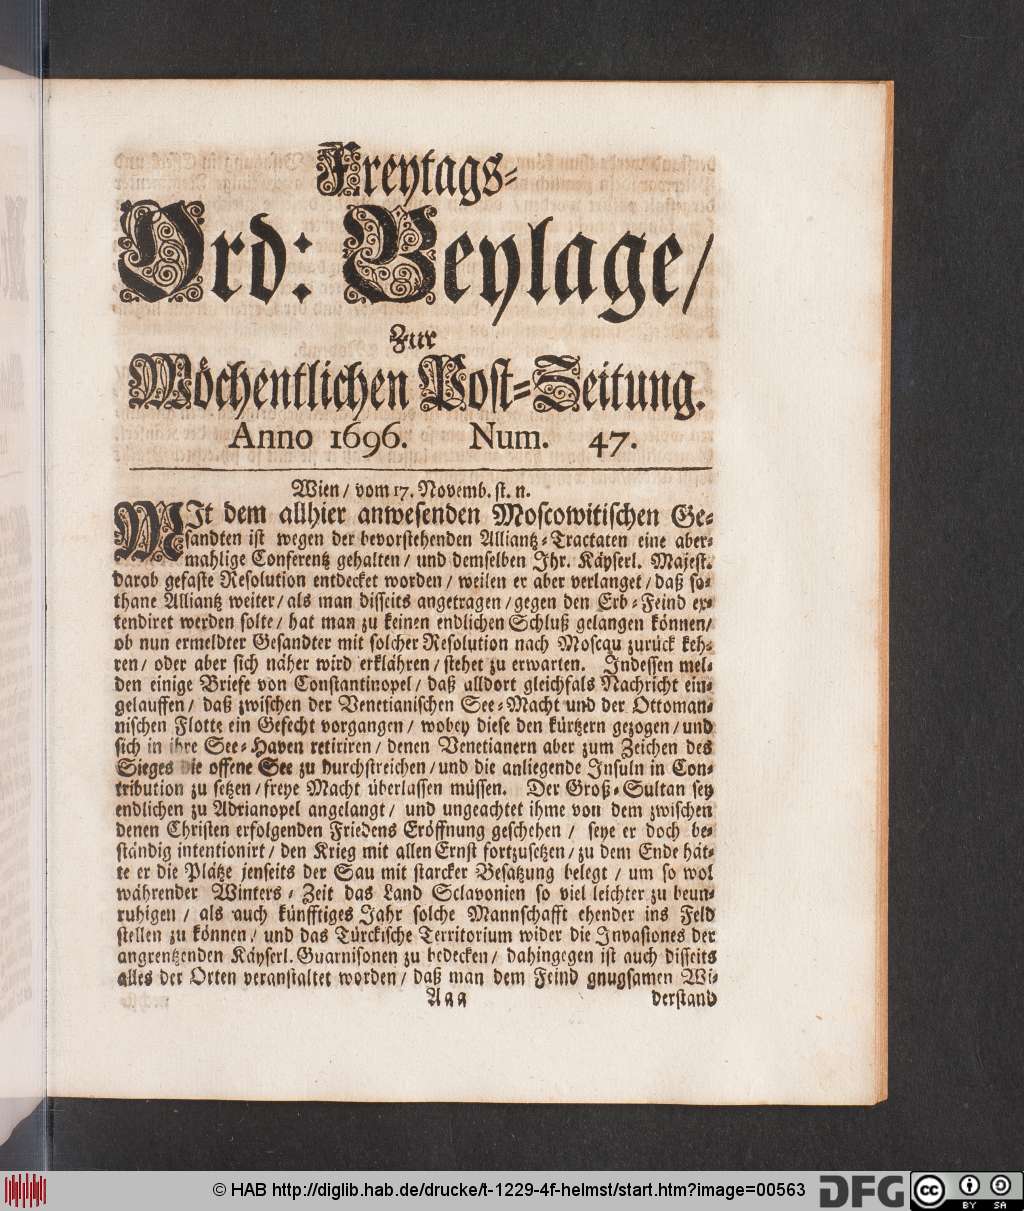 Freytags-
Ord: Beylage/
Zur
Wöchentlichen Post-Zeitung.
Anno 1696. Num. 47.
Wien/ vom 17. Novemb. st. n.
MIt dem allhier anwesenden Moscowitischen Ge-
sandten ist wegen der bevorstehenden Alliantz-Tractaten eine aber-
mahlige Conferentz gehalten/ und demselben Ihr. Käyserl. Majest.
darob gefaste Resolution entdecket worden/ weilen er aber verlanget/ daß so-
thane Alliantz weiter/ als man disseits angetragen/ gegen den Erb-Feind ex-
tendiret werden solte/ hat man zu keinen endlichen Schluß gelangen können/
ob nun ermeldter Gesandter mit solcher Resolution nach Moscau zurück keh-
ren/ oder aber sich näher wird erklähren/ stehet zu erwarten. Indessen mel-
den einige Briefe von Constantinopel/ daß alldort gleichfals Nachricht ein-
gelauffen/ daß zwischen der Venetianischen See-Macht und der Ottoman-
nischen Flotte ein Gefecht vorgangen/ wobey diese den kürtzern gezogen/ und
sich in ihre See-Haven retiriren/ denen Venetianern aber zum Zeichen des
Sieges die offene See zu durchstreichen/ und die anliegende Insuln in Con-
tribution zu setzen/ freye Macht überlassen müssen. Der Groß-Sultan sey
endlichen zu Adrianopel angelangt/ und ungeachtet ihme von dem zwischen
denen Christen erfolgenden Friedens Eröffnung geschehen/ seye er doch be-
ständig intentionirt/ den Krieg mit allen Ernst fortzusetzen/ zu dem Ende hät-
te er die Plätze jenseits der Sau mit starcker Besatzung belegt/ um so wol
währender Winters-Zeit das Land Sclavonien so viel leichter zu beun-
ruhigen/ als auch künfftiges Jahr solche Mannschafft ehender ins Feld
stellen zu können/ und das Türckische Territorium wider die Invasiones der
angrentzenden Käyserl. Guarnisonen zu bedecken/ dahingegen ist auch disseits
alles der Orten veranstaltet worden/ daß man dem Feind gnugsamen Wi-
Aaa derstand
© HAB http://diglib.hab.de/drucke/t-1229-4f-helmst/start.htm?image=00563
DFG
cc BY SA